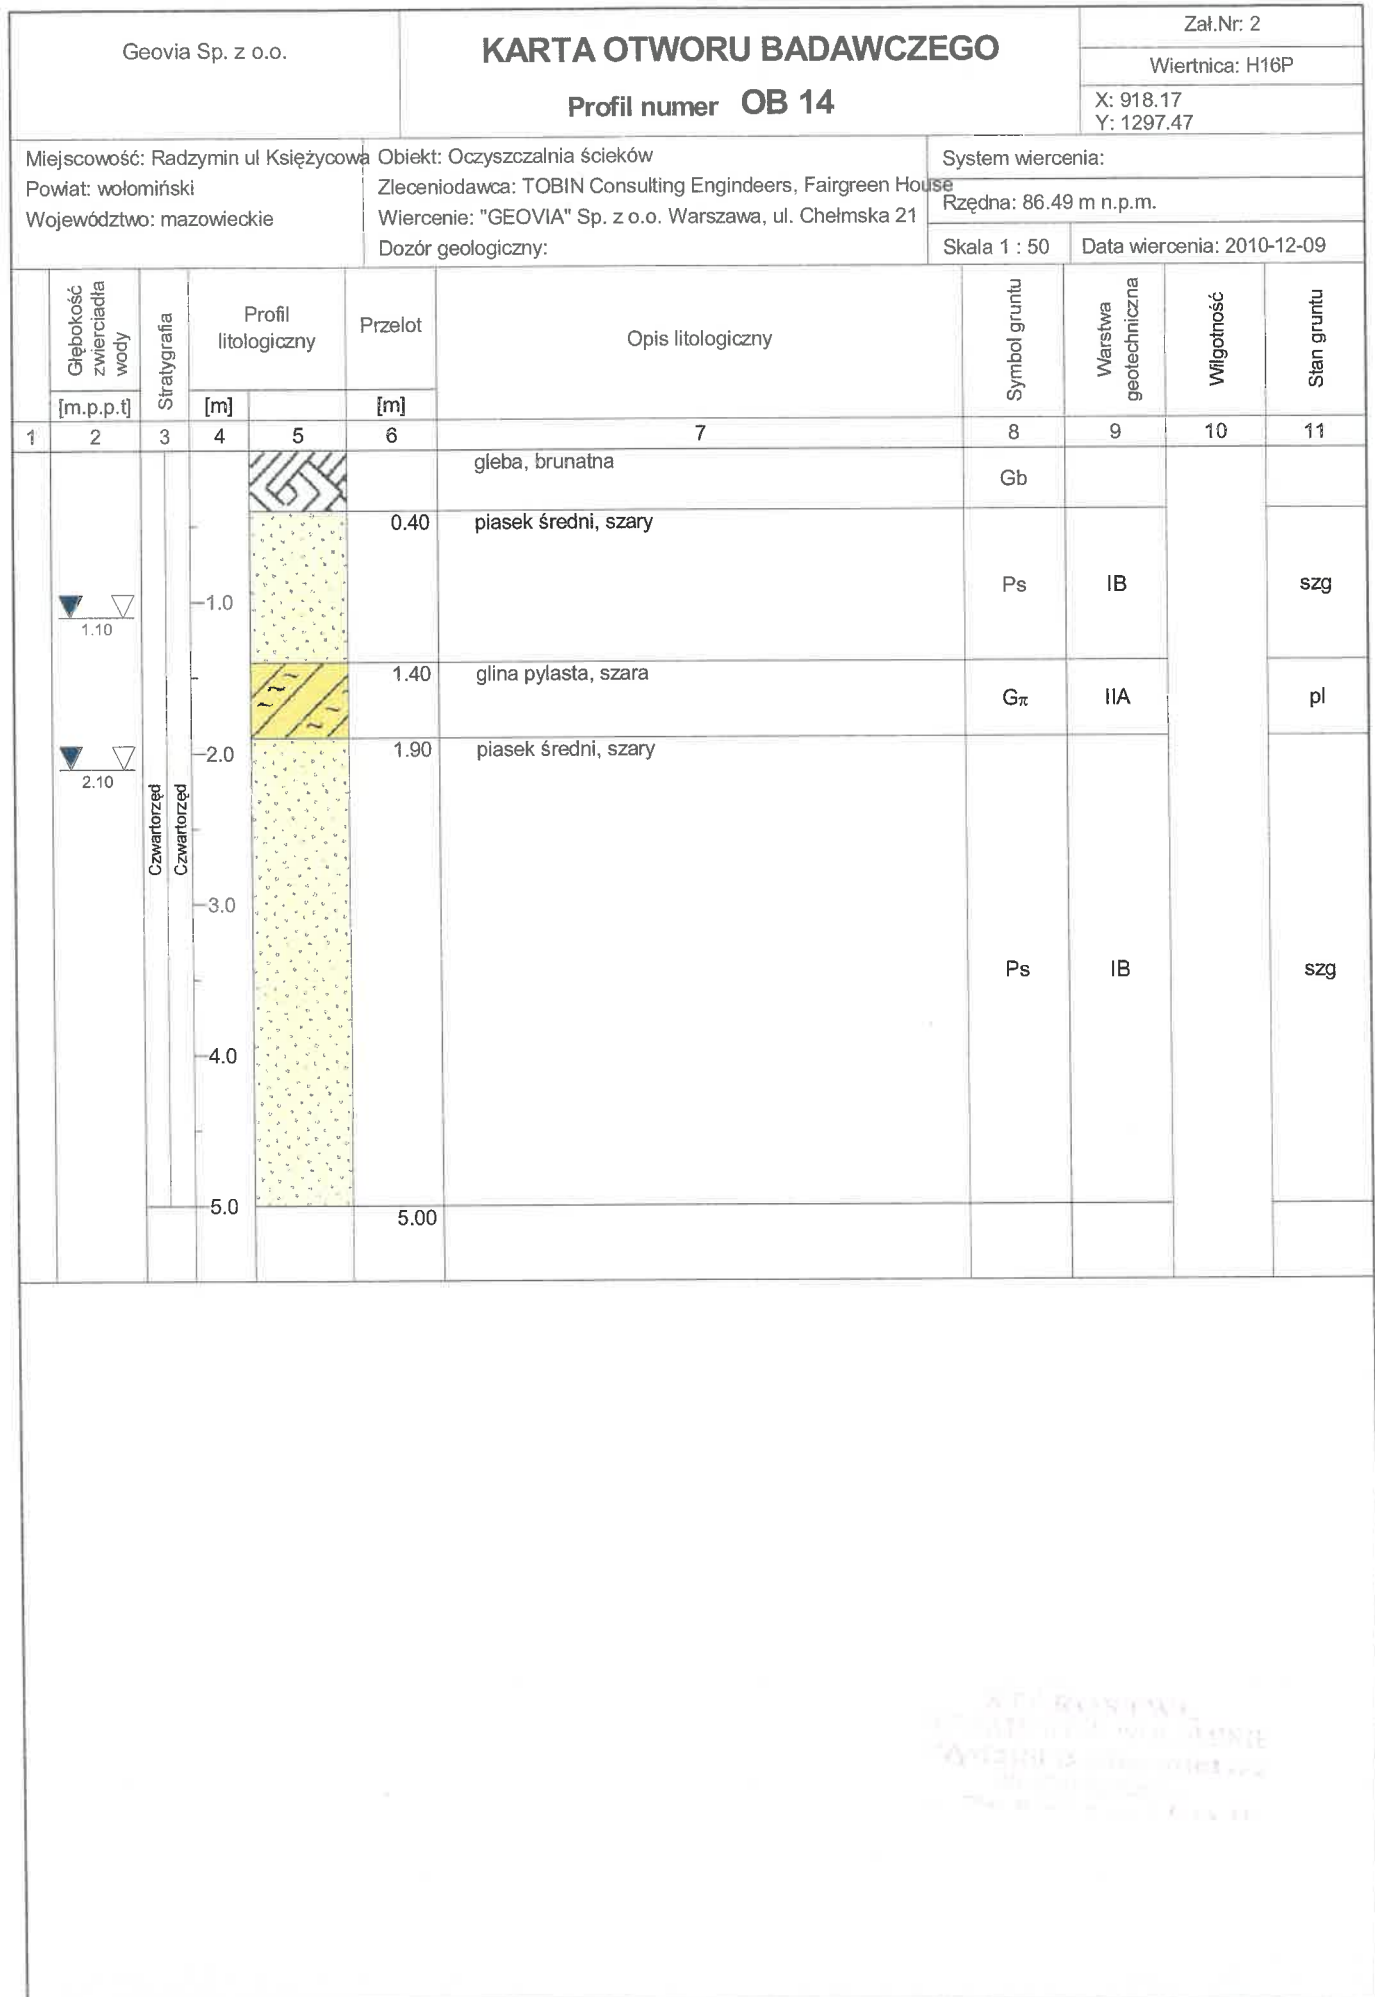 Geovia Sp. z o.o.
KARTA OTWORU BADAWCZEGO
Profil numer OB 14
Zał.Nr: 2
Wiertnica: H16P
X: 918.17
Y: 1297.47
Miejscowość: Radzymin ul Księżycowa
Powiat: wołomiński
Województwo: mazowieckie
Obiekt: Oczyszczalnia ścieków
Zleceniodawca: TOBIN Consulting Engindeers, Fairgreen House
Wiercenie: "GEOVIA" Sp. z o.o. Warszawa, ul. Chełmska 21
Dozór geologiczny:
System wiercenia:
Rzędna: 86.49 m n.p.m.
Skala 1 : 50
Data wiercenia: 2010-12-09
Głębokość
zwierciadła
wody
[m.p.p.t]
Stratygrafia
Profil
litologiczny
[m]
Przelot
[m]
Opis litologiczny
Symbol gruntu
Warstwa
geotechniczna
Wilgotność
Stan gruntu
1 2 3 4 5 6 7 8 9 10 11
gleba, brunatna
Gb
0.40 piasek średni, szary
Ps IB szg
1.0
1.10
1.40 glina pylasta, szara
Gπ IIA pl
1.90 piasek średni, szary
2.0
2.10
Czwartorzęd
Czwartorzęd
3.0
Ps IB szg
4.0
5.0
5.00